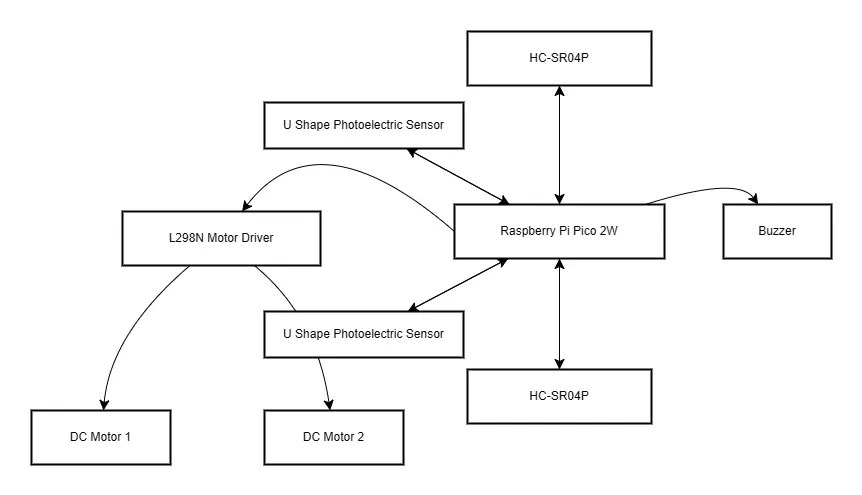 HC-SR04P
U Shape Photoelectric Sensor
L298N Motor Driver
Raspberry Pi Pico 2W
Buzzer
U Shape Photoelectric Sensor
HC-SR04P
DC Motor 1
DC Motor 2